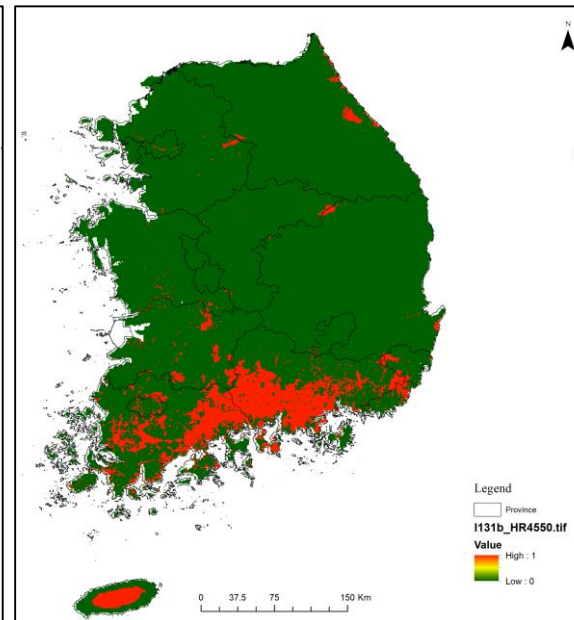 N
Legend
Province
I131b_HR4550.tif
Value
High : 1
Low : 0
0 37.5 75 150 Km